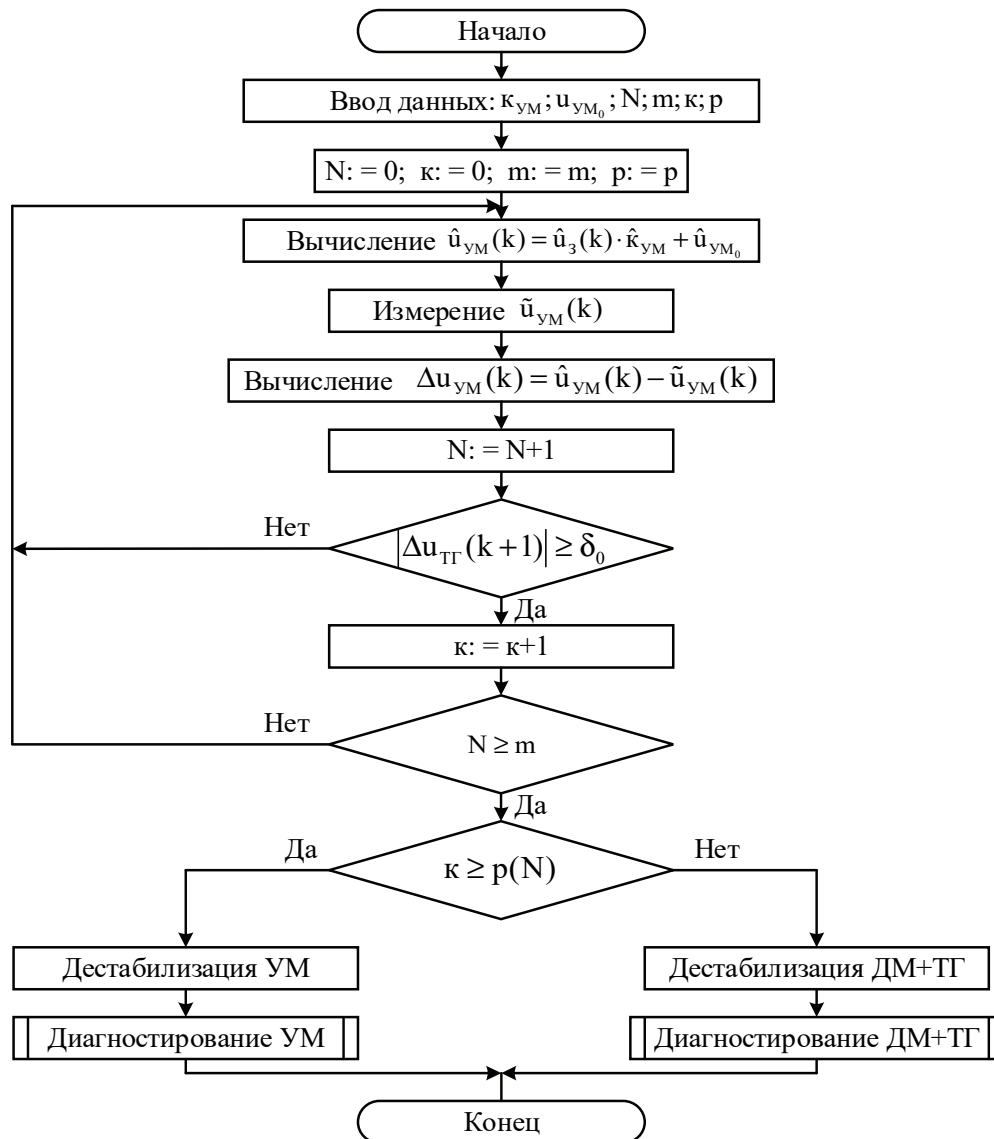 Начало
Ввод данных: к_УМ; u_УМ₀; N; m; к; p
N: = 0; к: = 0; m: = m; p: = p
Вычисление û_УМ(k) = û_З(k) · к̂_УМ + û_УМ₀
Измерение ũ_УМ(k)
Вычисление Δu_УМ(k) = û_УМ(k) − ũ_УМ(k)
N: = N+1
Нет
|Δu_ТГ(k+1)| ≥ δ₀
Да
к: = к+1
Нет
N ≥ m
Да
Да
к ≥ p(N)
Нет
Дестабилизация УМ
Дестабилизация ДМ+ТГ
Диагностирование УМ
Диагностирование ДМ+ТГ
Конец